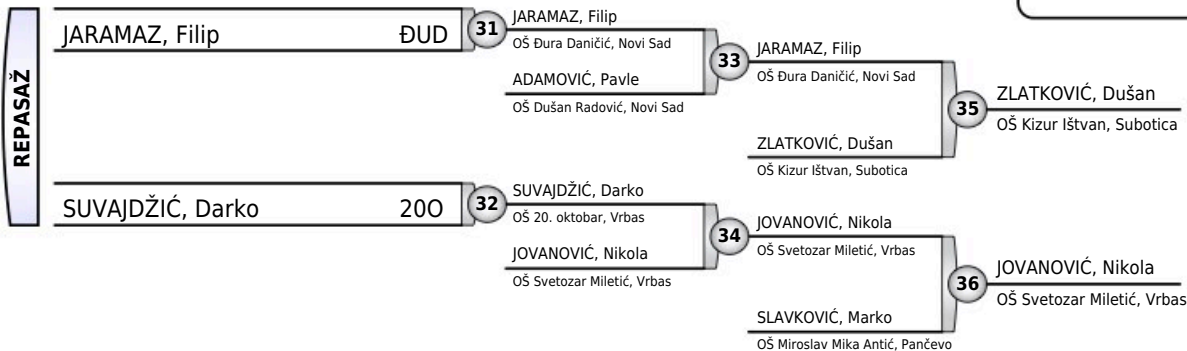 REPASAŽ
JARAMAZ, Filip ĐUD
31
JARAMAZ, Filip
OŠ Đura Daničić, Novi Sad
ADAMOVIĆ, Pavle
OŠ Dušan Radović, Novi Sad
33
JARAMAZ, Filip
OŠ Đura Daničić, Novi Sad
ZLATKOVIĆ, Dušan
OŠ Kizur Ištvan, Subotica
35
ZLATKOVIĆ, Dušan
OŠ Kizur Ištvan, Subotica
SUVAJDŽIĆ, Darko 20O
32
SUVAJDŽIĆ, Darko
OŠ 20. oktobar, Vrbas
JOVANOVIĆ, Nikola
OŠ Svetozar Miletić, Vrbas
34
JOVANOVIĆ, Nikola
OŠ Svetozar Miletić, Vrbas
SLAVKOVIĆ, Marko
OŠ Miroslav Mika Antić, Pančevo
36
JOVANOVIĆ, Nikola
OŠ Svetozar Miletić, Vrbas